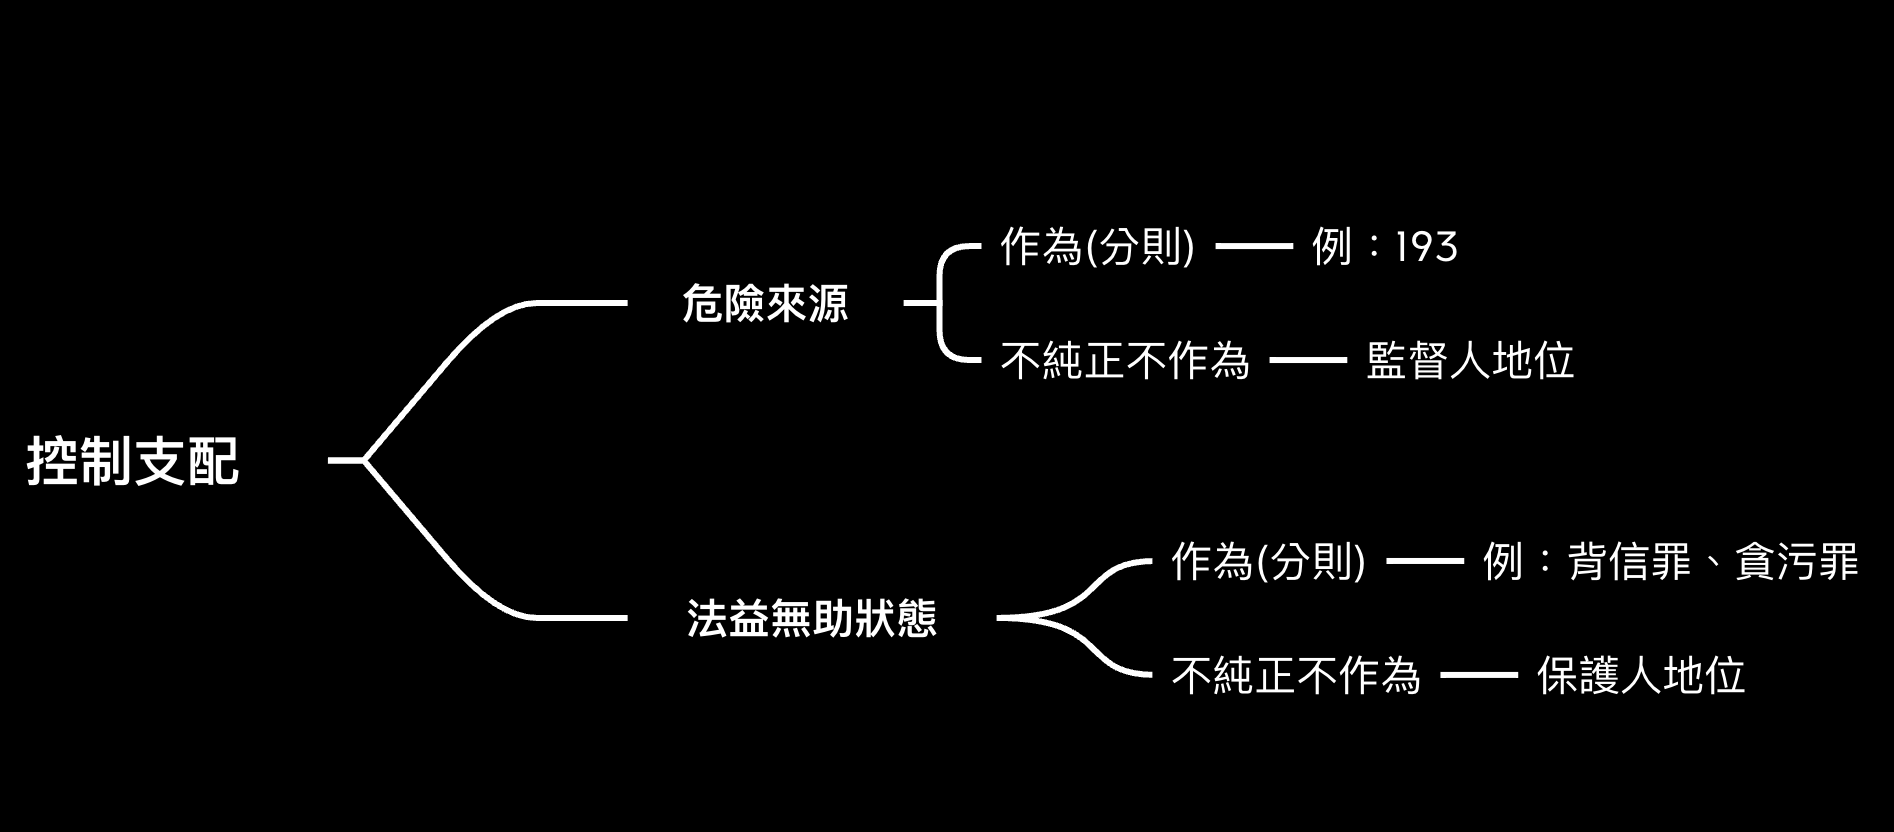 控制支配
危險來源
作為(分則)
例：193
不純正不作為
監督人地位
法益無助狀態
作為(分則)
例：背信罪、貪污罪
不純正不作為
保護人地位